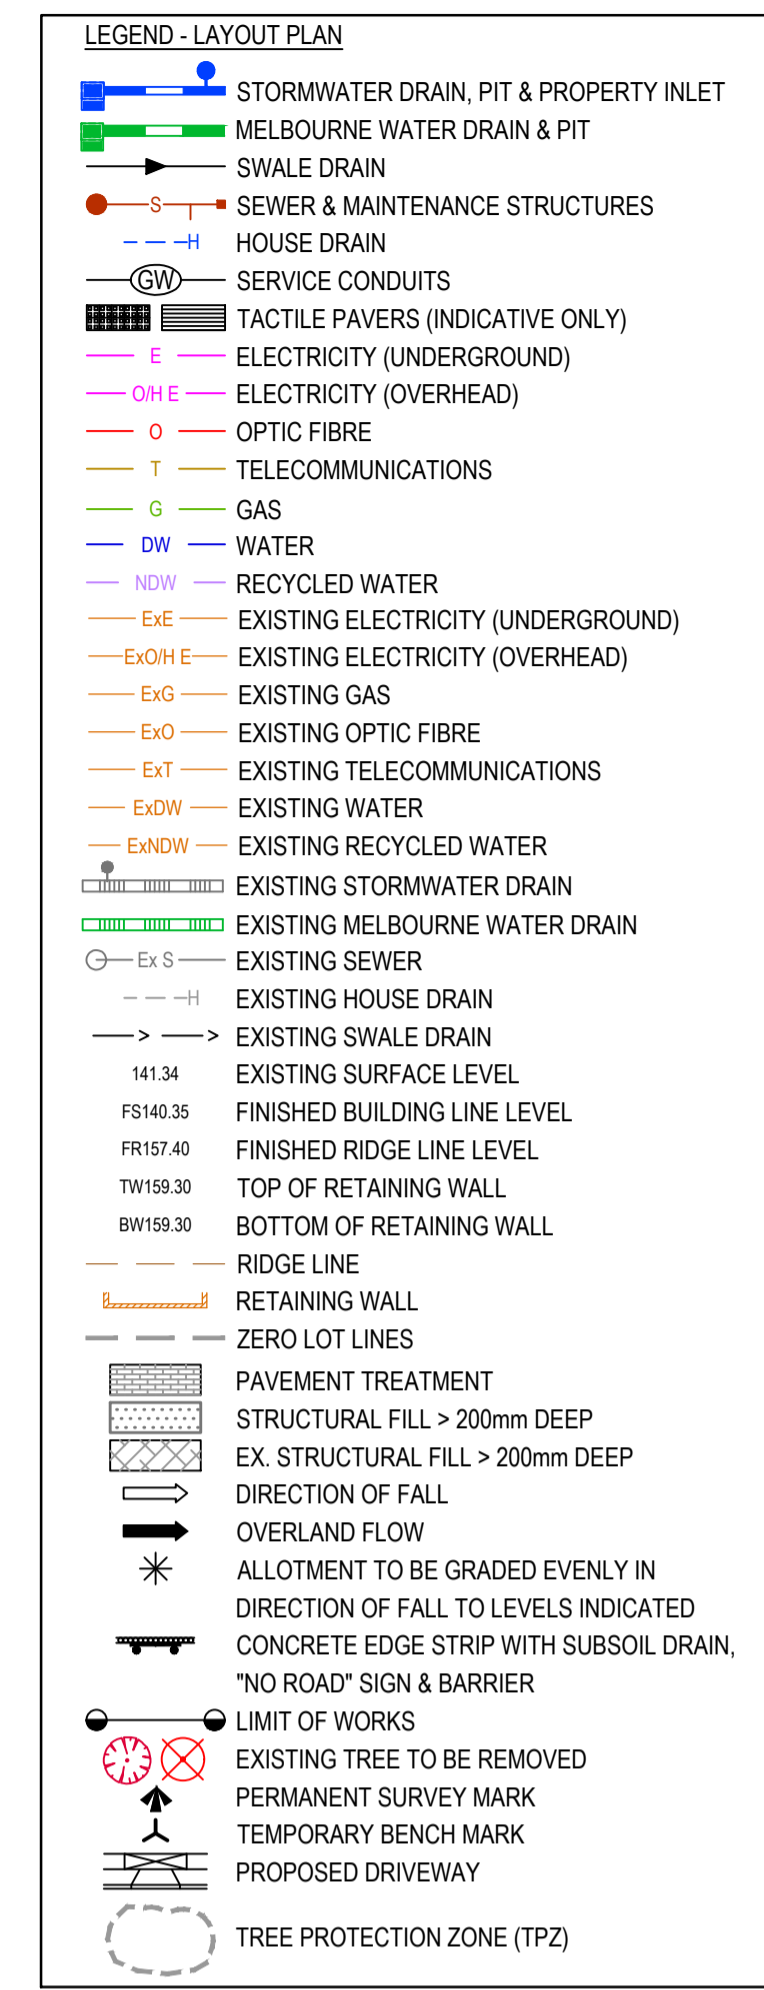 LEGEND - LAYOUT PLAN
STORMWATER DRAIN, PIT & PROPERTY INLET
MELBOURNE WATER DRAIN & PIT
SWALE DRAIN
S SEWER & MAINTENANCE STRUCTURES
H HOUSE DRAIN
GW SERVICE CONDUITS
TACTILE PAVERS (INDICATIVE ONLY)
E ELECTRICITY (UNDERGROUND)
O/H E ELECTRICITY (OVERHEAD)
O OPTIC FIBRE
T TELECOMMUNICATIONS
G GAS
DW WATER
NDW RECYCLED WATER
ExE EXISTING ELECTRICITY (UNDERGROUND)
ExO/H E EXISTING ELECTRICITY (OVERHEAD)
ExG EXISTING GAS
ExO EXISTING OPTIC FIBRE
ExT EXISTING TELECOMMUNICATIONS
ExDW EXISTING WATER
ExNDW EXISTING RECYCLED WATER
EXISTING STORMWATER DRAIN
EXISTING MELBOURNE WATER DRAIN
Ex S EXISTING SEWER
H EXISTING HOUSE DRAIN
EXISTING SWALE DRAIN
141.34 EXISTING SURFACE LEVEL
FS140.35 FINISHED BUILDING LINE LEVEL
FR157.40 FINISHED RIDGE LINE LEVEL
TW159.30 TOP OF RETAINING WALL
BW159.30 BOTTOM OF RETAINING WALL
RIDGE LINE
RETAINING WALL
ZERO LOT LINES
PAVEMENT TREATMENT
STRUCTURAL FILL > 200mm DEEP
EX. STRUCTURAL FILL > 200mm DEEP
DIRECTION OF FALL
OVERLAND FLOW
ALLOTMENT TO BE GRADED EVENLY IN
DIRECTION OF FALL TO LEVELS INDICATED
CONCRETE EDGE STRIP WITH SUBSOIL DRAIN,
"NO ROAD" SIGN & BARRIER
LIMIT OF WORKS
EXISTING TREE TO BE REMOVED
PERMANENT SURVEY MARK
TEMPORARY BENCH MARK
PROPOSED DRIVEWAY
TREE PROTECTION ZONE (TPZ)